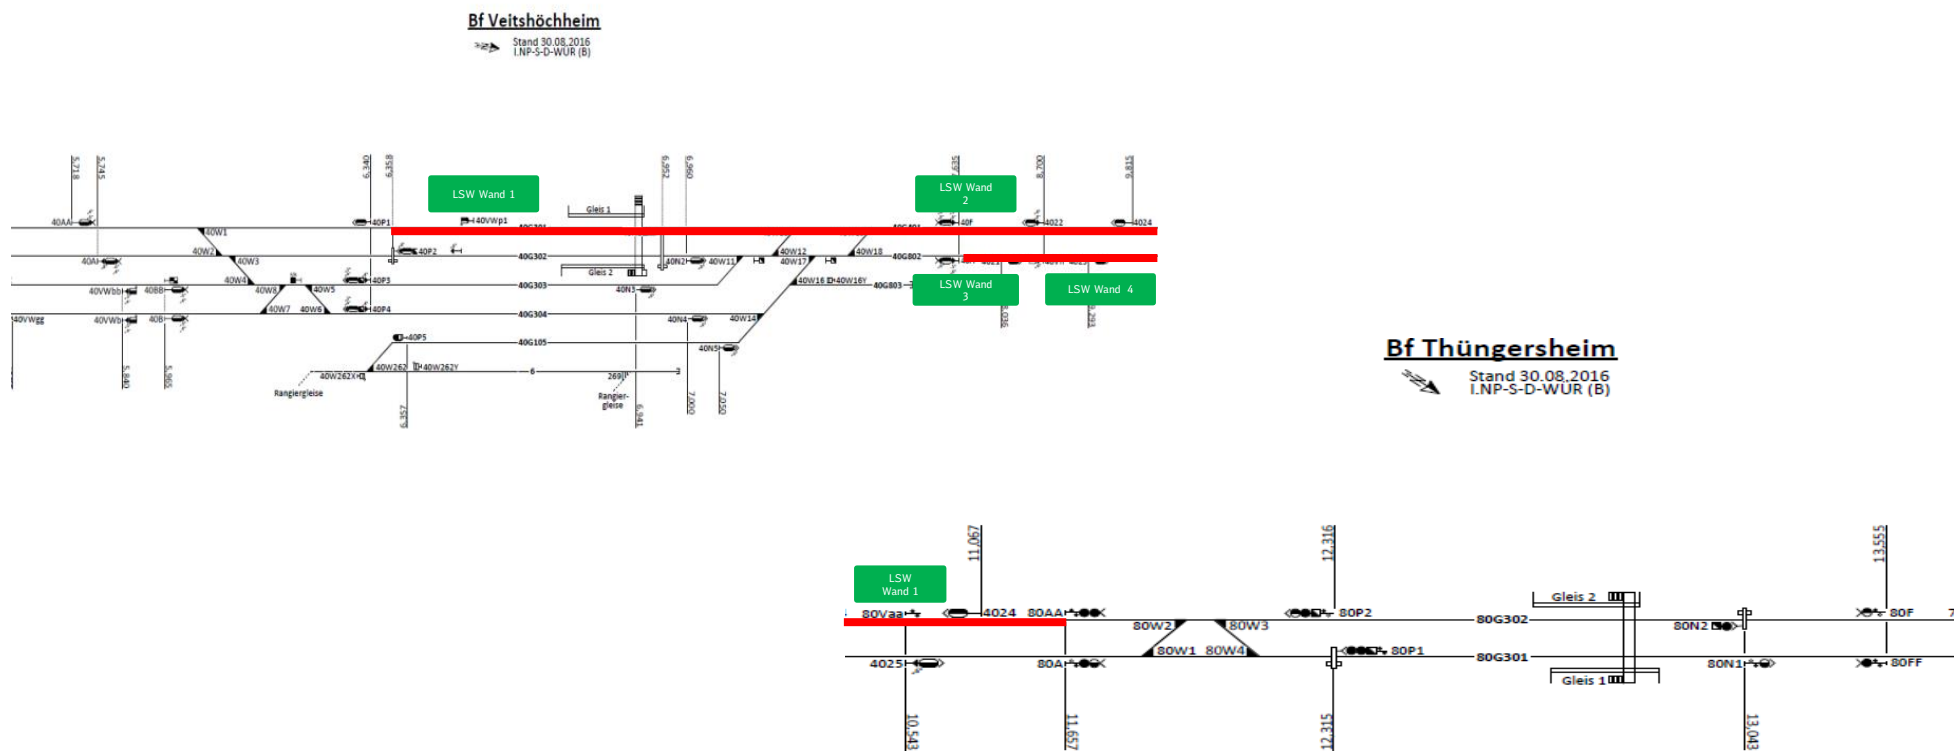 Bf Veitshöchheim
Stand 30.08.2016
I.NP-S-D-WÜR (B)
5,718
5,745
6,340
6,358
6,952
6,960
8,700
9,815
LSW Wand 1
LSW Wand
2
Gleis 1
40AA
40P1
40VWp1
40F
4022
4024
40W1
40W2
40W3
40P2
40G302
40N2
40W11
40W12
40W17
40W18
40G802
Gleis 2
40W4
40P3
40G303
40N3
40W16
40W16Y
40G803
LSW Wand
3
LSW Wand 4
40VWbb
40BB
40W8
40W5
40W7
40W6
40P4
40G304
40N4
40W14
40VWgg
40VWb
40B
40P5
40G105
40N5
40W262
40W262Y
40W262X
6
269
Rangiergleise
Rangier-
gleise
5,840
5,965
6,357
6,941
7,000
7,050
Bf Thüngersheim
Stand 30.08.2016
I.NP-S-D-WÜR (B)
11,067
12,316
13,555
LSW
Wand 1
80Vaa
4024
80AA
80P2
Gleis 2
80F
80W2
80W3
80G302
80N2
80W1
80W4
80P1
80G301
4025
80A
Gleis 1
80N1
80FF
10,543
11,657
12,315
13,043